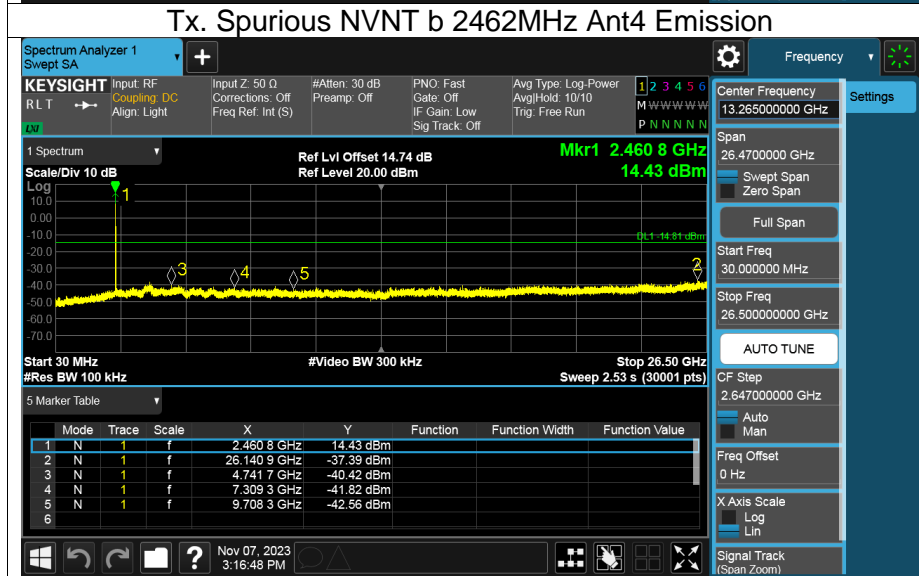 Tx. Spurious NVNT b 2462MHz Ant4 Emission
Spectrum Analyzer 1
Swept SA
+
Frequency
KEYSIGHT
RLT
LXI
Input: RF
Coupling: DC
Align: Light
Input Z: 50 Ω
Corrections: Off
Freq Ref: Int (S)
#Atten: 30 dB
Preamp: Off
PNO: Fast
Gate: Off
IF Gain: Low
Sig Track: Off
Avg Type: Log-Power
Avg|Hold: 10/10
Trig: Free Run
1 2 3 4 5 6
M W W W W W
P N N N N N
Center Frequency
13.265000000 GHz
Settings
Span
26.4700000 GHz
Swept Span
Zero Span
Full Span
Start Freq
30.000000 MHz
Stop Freq
26.500000000 GHz
AUTO TUNE
CF Step
2.647000000 GHz
Auto
Man
Freq Offset
0 Hz
X Axis Scale
Log
Lin
Signal Track
(Span Zoom)
1 Spectrum
Scale/Div 10 dB
Ref Lvl Offset 14.74 dB
Ref Level 20.00 dBm
Mkr1 2.460 8 GHz
14.43 dBm
Log
10.0
0.00
-10.0
-20.0
-30.0
-40.0
-50.0
-60.0
-70.0
1
3
4
5
2
DL1 -14.81 dBm
Start 30 MHz
#Video BW 300 kHz
Stop 26.50 GHz
#Res BW 100 kHz
Sweep 2.53 s (30001 pts)
5 Marker Table
Mode Trace Scale X Y Function Function Width Function Value
1 N 1 f 2.460 8 GHz 14.43 dBm
2 N 1 f 26.140 9 GHz -37.39 dBm
3 N 1 f 4.741 7 GHz -40.42 dBm
4 N 1 f 7.309 3 GHz -41.82 dBm
5 N 1 f 9.708 3 GHz -42.56 dBm
6
?
Nov 07, 2023
3:16:48 PM